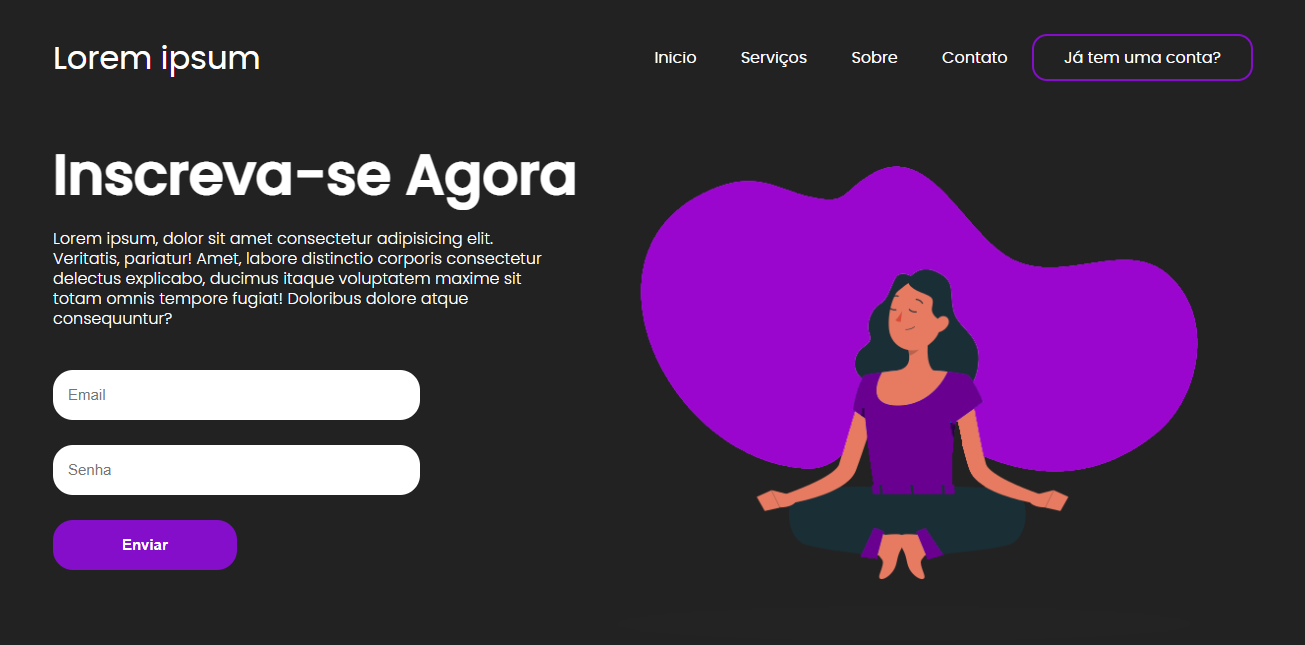 Lorem ipsum
Inicio Serviços Sobre Contato Já tem uma conta?
Inscreva-se Agora
Lorem ipsum, dolor sit amet consectetur adipisicing elit.
Veritatis, pariatur! Amet, labore distinctio corporis consectetur
delectus explicabo, ducimus itaque voluptatem maxime sit
totam omnis tempore fugiat! Doloribus dolore atque
consequuntur?
Email
Senha
Enviar